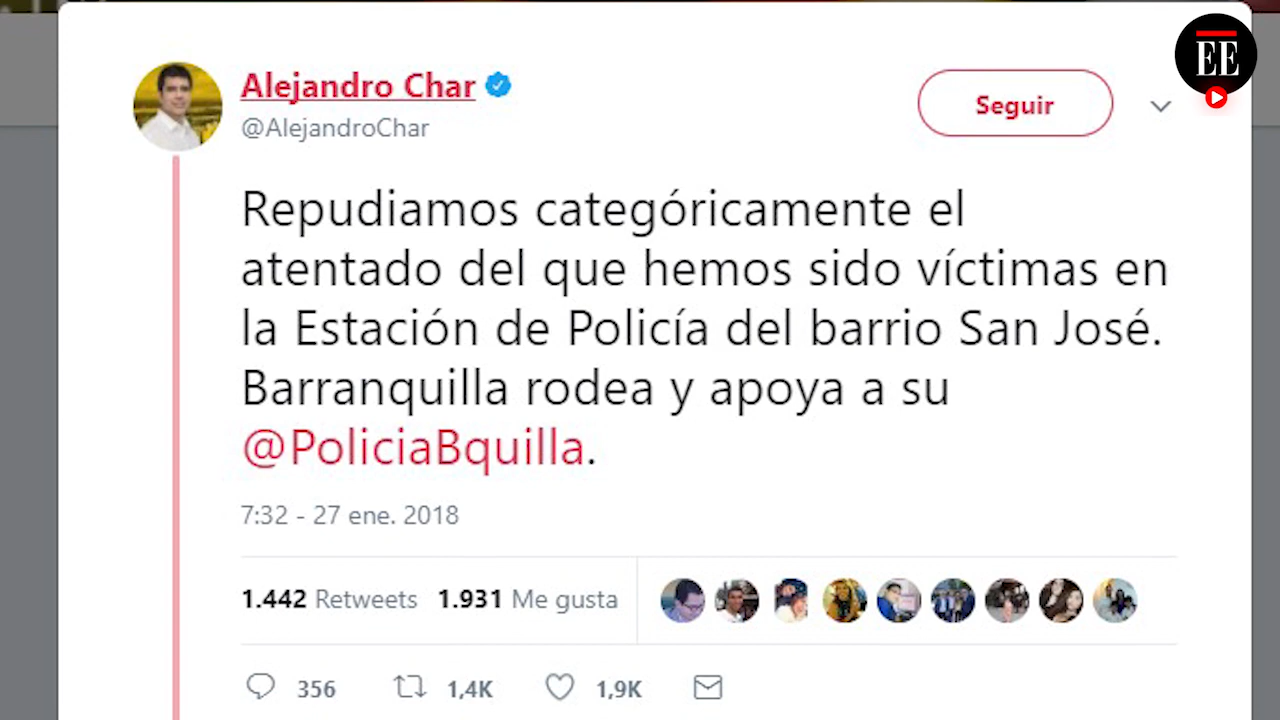 EE
Alejandro Char
@AlejandroChar
Seguir
Repudiamos categóricamente el
atentado del que hemos sido víctimas en
la Estación de Policía del barrio San José.
Barranquilla rodea y apoya a su
@PoliciaBquilla.
7:32 - 27 ene. 2018
1.442 Retweets 1.931 Me gusta
356 1,4K 1,9K